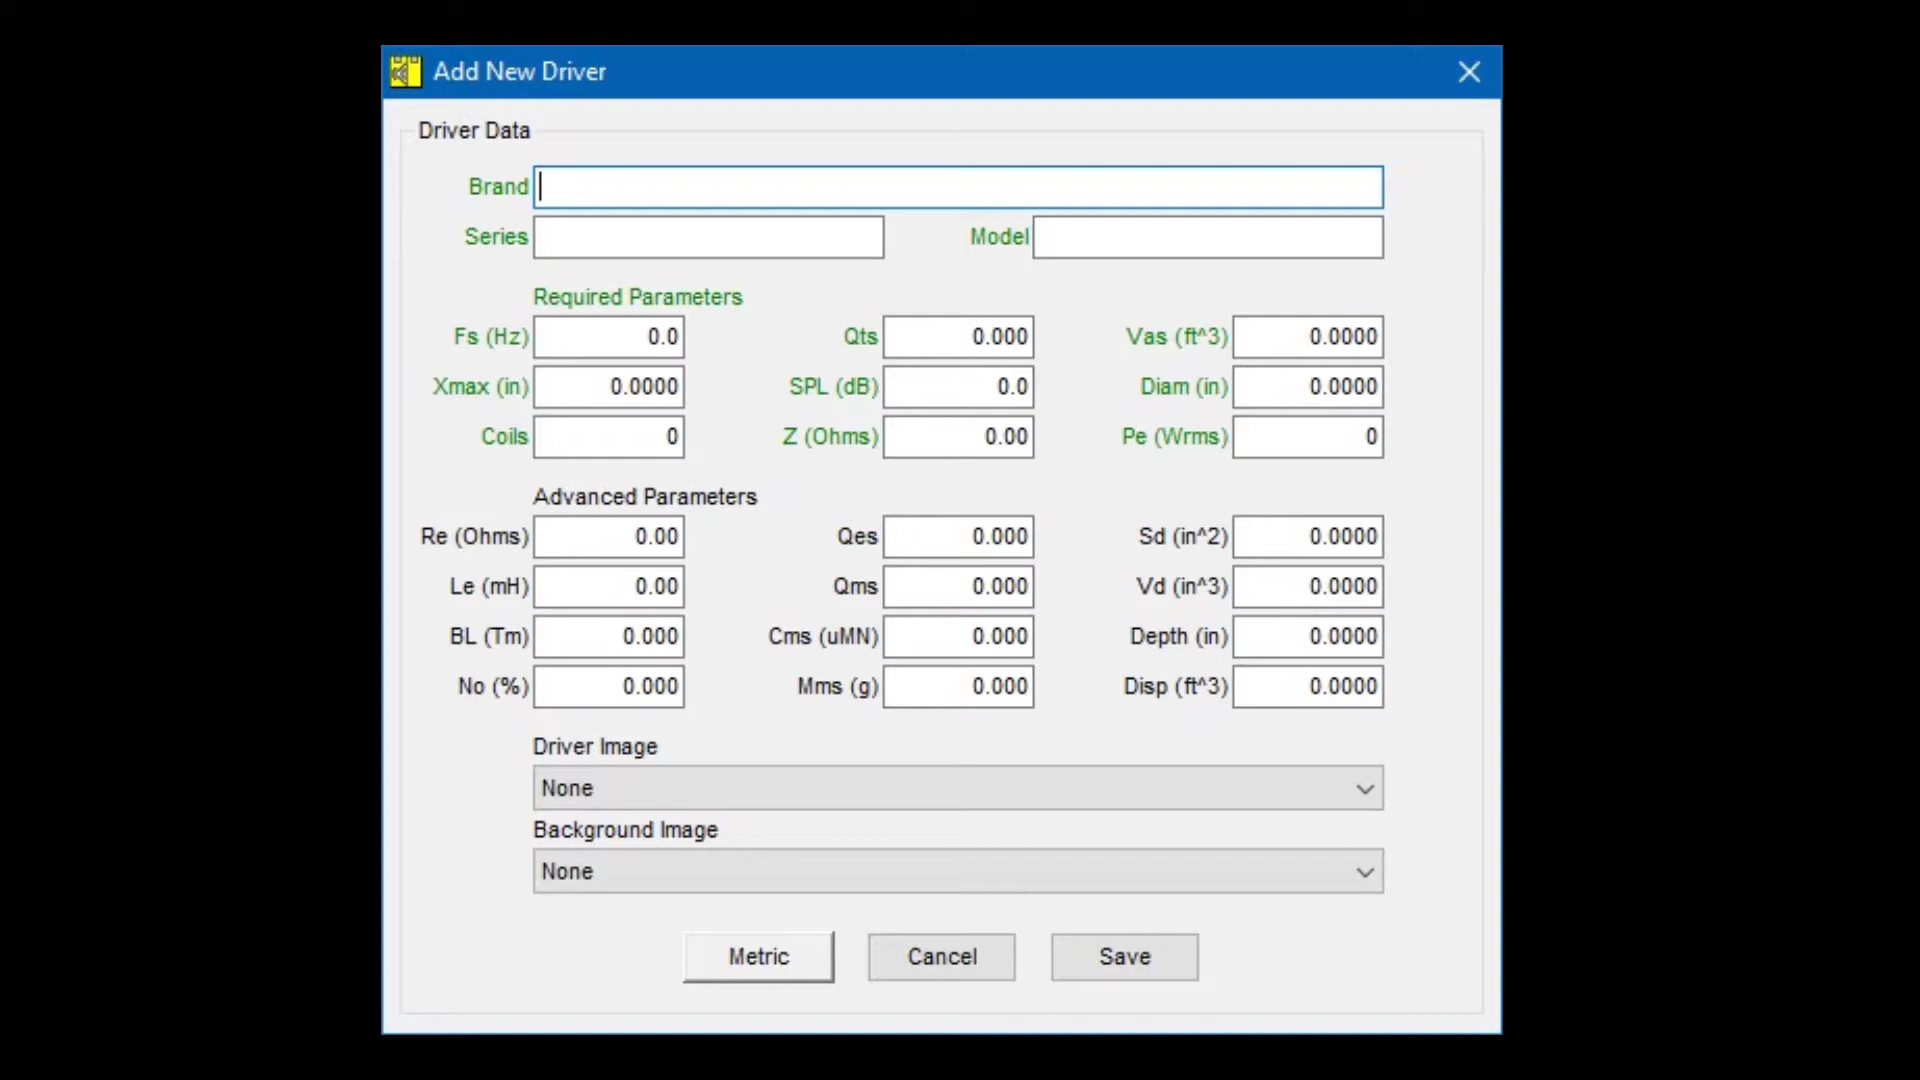 Add New Driver
Driver Data
Brand
Series Model
Required Parameters
Fs (Hz) 0.0 Qts 0.000 Vas (ft^3) 0.0000
Xmax (in) 0.0000 SPL (dB) 0.0 Diam (in) 0.0000
Coils 0 Z (Ohms) 0.00 Pe (Wrms) 0
Advanced Parameters
Re (Ohms) 0.00 Qes 0.000 Sd (in^2) 0.0000
Le (mH) 0.00 Qms 0.000 Vd (in^3) 0.0000
BL (Tm) 0.000 Cms (uMN) 0.000 Depth (in) 0.0000
No (%) 0.000 Mms (g) 0.000 Disp (ft^3) 0.0000
Driver Image
None
Background Image
None
Metric Cancel Save